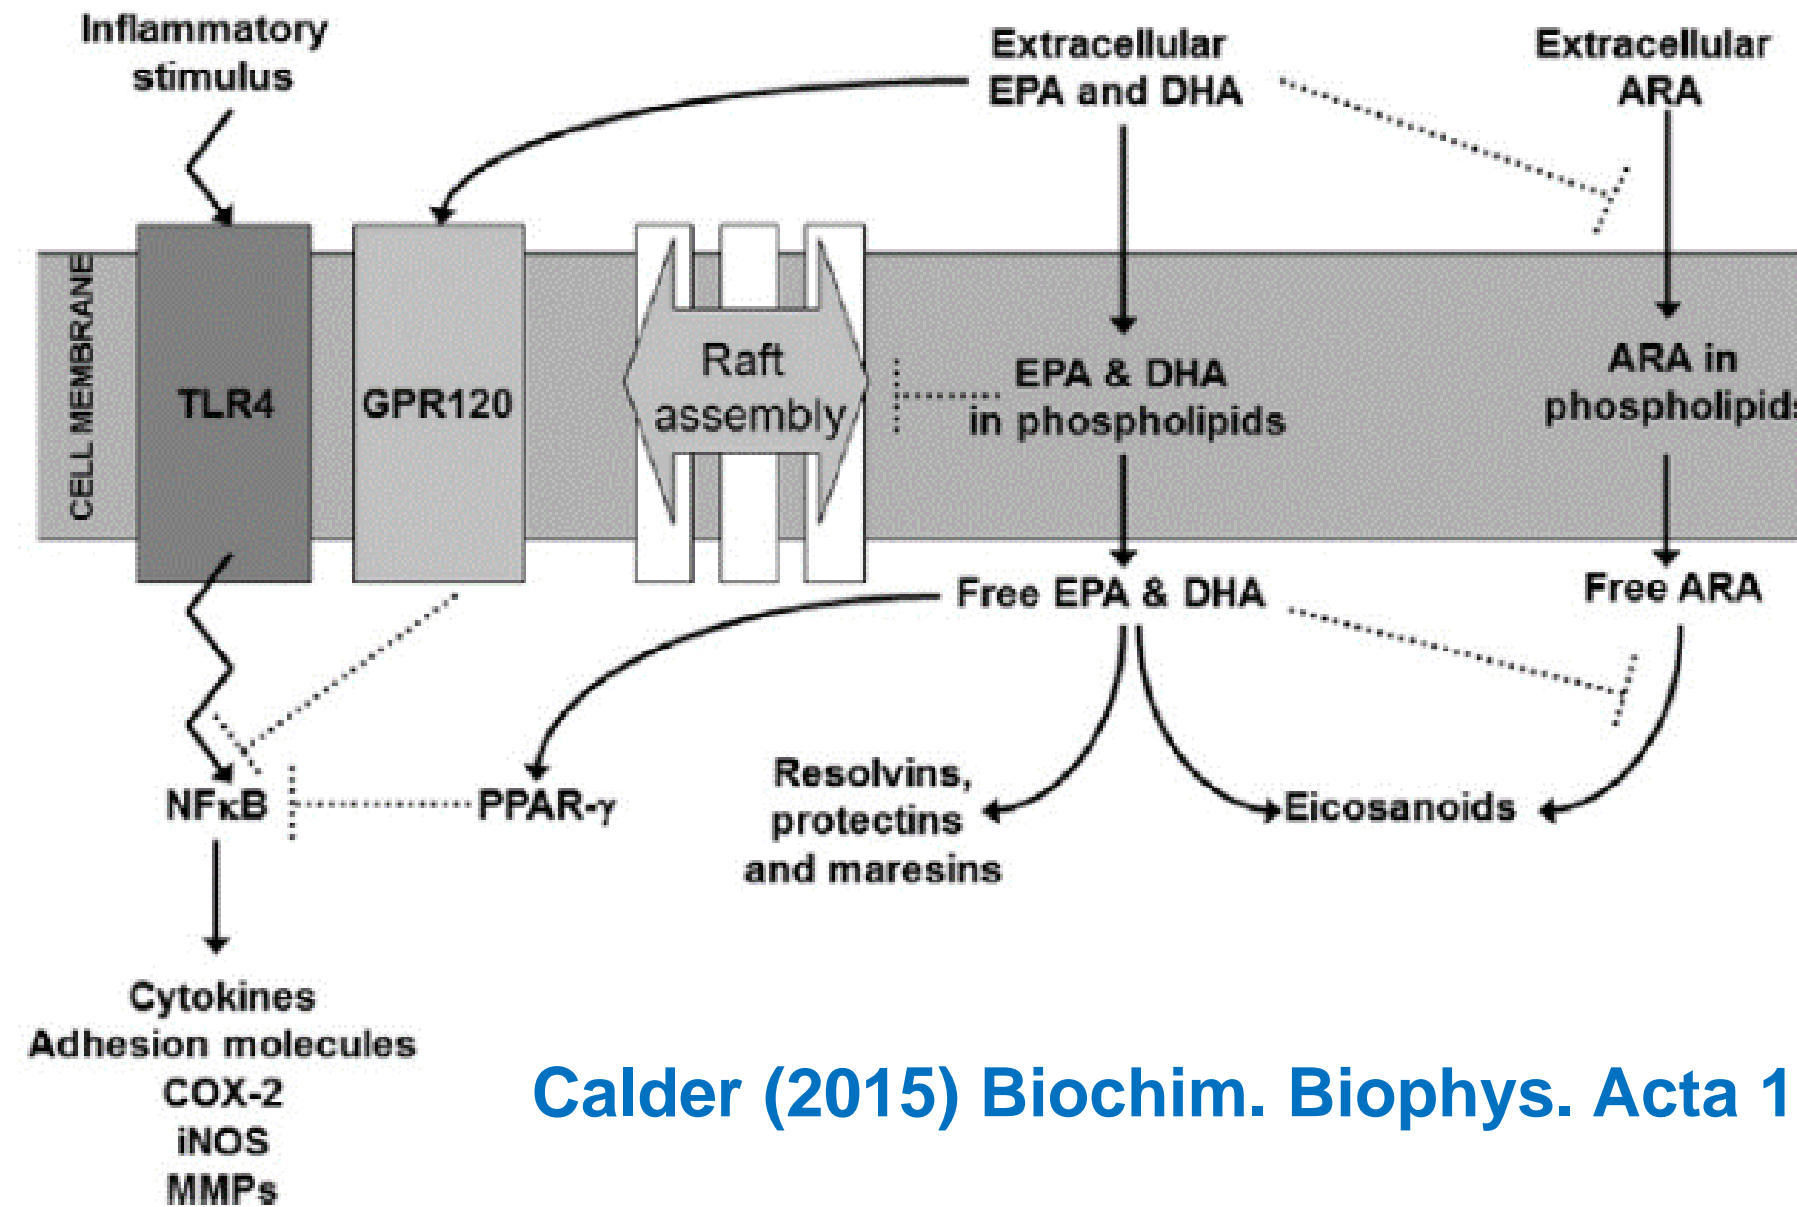 Inflammatory
stimulus
Extracellular
EPA and DHA
Extracellular
ARA
CELL MEMBRANE
TLR4
GPR120
Raft
assembly
EPA & DHA
in phospholipids
ARA in
phospholipids
Free EPA & DHA
Free ARA
NFκB
PPAR-γ
Resolvins,
protectins
and maresins
Eicosanoids
Cytokines
Adhesion molecules
COX-2
iNOS
MMPs
Calder (2015) Biochim. Biophys. Acta 1